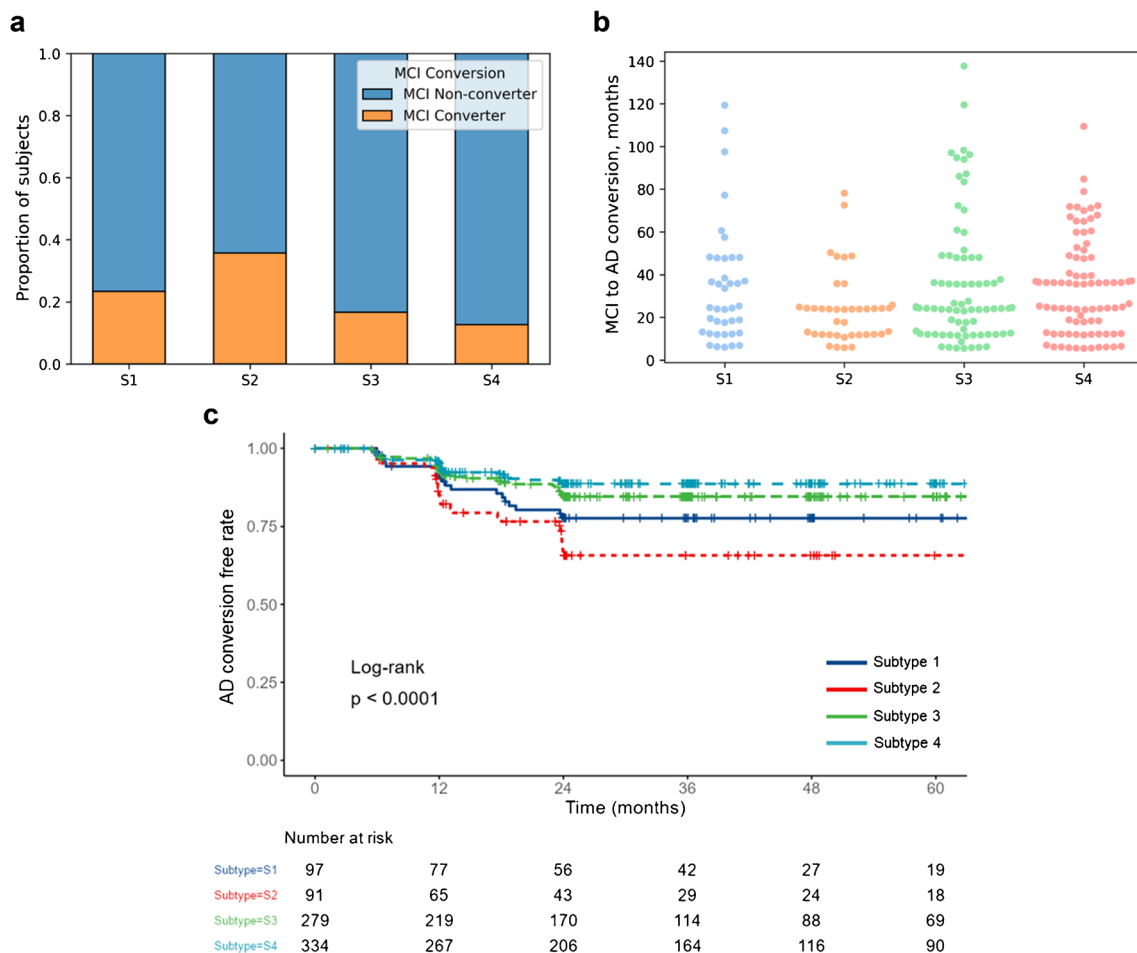 a
Proportion of subjects
1.0
0.8
0.6
0.4
0.2
0.0
MCI Conversion
MCI Non-converter
MCI Converter
S1 S2 S3 S4
b
MCI to AD conversion, months
140
120
100
80
60
40
20
0
S1 S2 S3 S4
c
AD conversion free rate
1.00
0.75
0.50
0.25
0.00
Log-rank
p < 0.0001
Subtype 1
Subtype 2
Subtype 3
Subtype 4
0 12 24 36 48 60
Time (months)
Number at risk
Subtype=S1 97 77 56 42 27 19
Subtype=S2 91 65 43 29 24 18
Subtype=S3 279 219 170 114 88 69
Subtype=S4 334 267 206 164 116 90